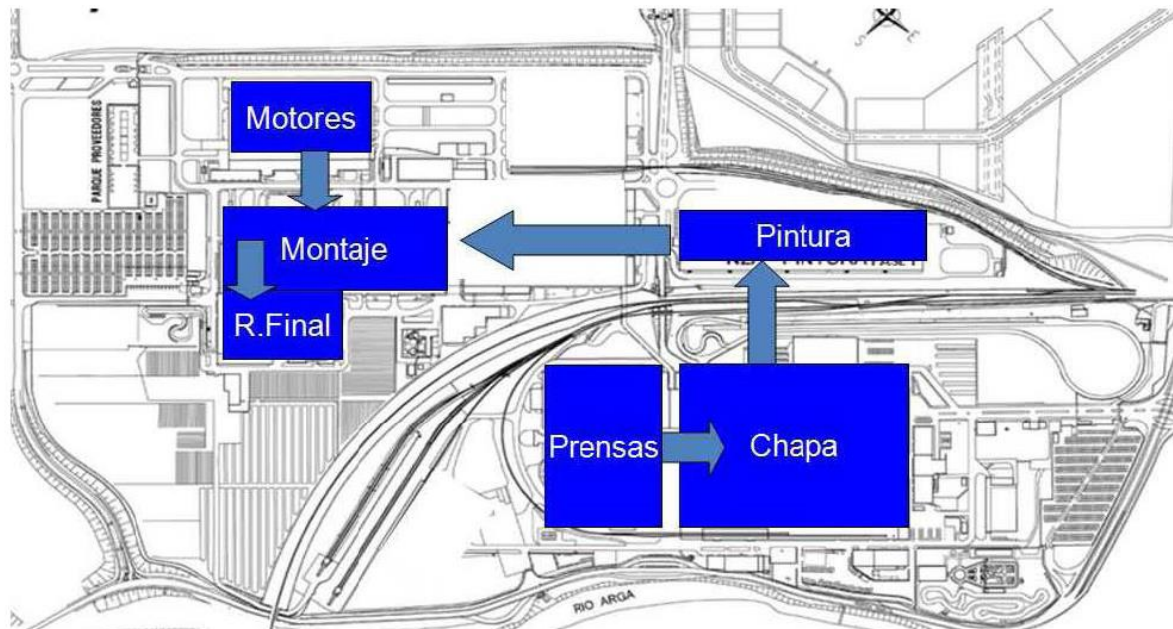 S
E
Motores
PARQUE PROVEEDORES
Montaje
Pintura
R.Final
Prensas
Chapa
RIO ARGA